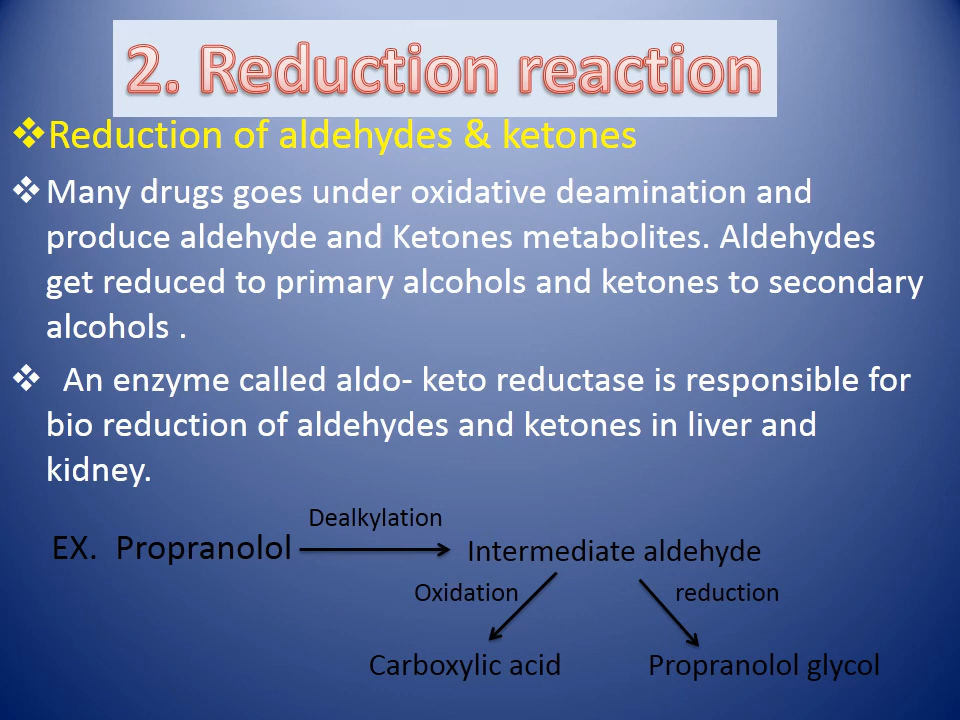 2. Reduction reaction
❖Reduction of aldehydes & ketones
❖Many drugs goes under oxidative deamination and
produce aldehyde and Ketones metabolites. Aldehydes
get reduced to primary alcohols and ketones to secondary
alcohols .
❖ An enzyme called aldo- keto reductase is responsible for
bio reduction of aldehydes and ketones in liver and
kidney.
Dealkylation
EX. Propranolol
Intermediate aldehyde
Oxidation
reduction
Carboxylic acid
Propranolol glycol